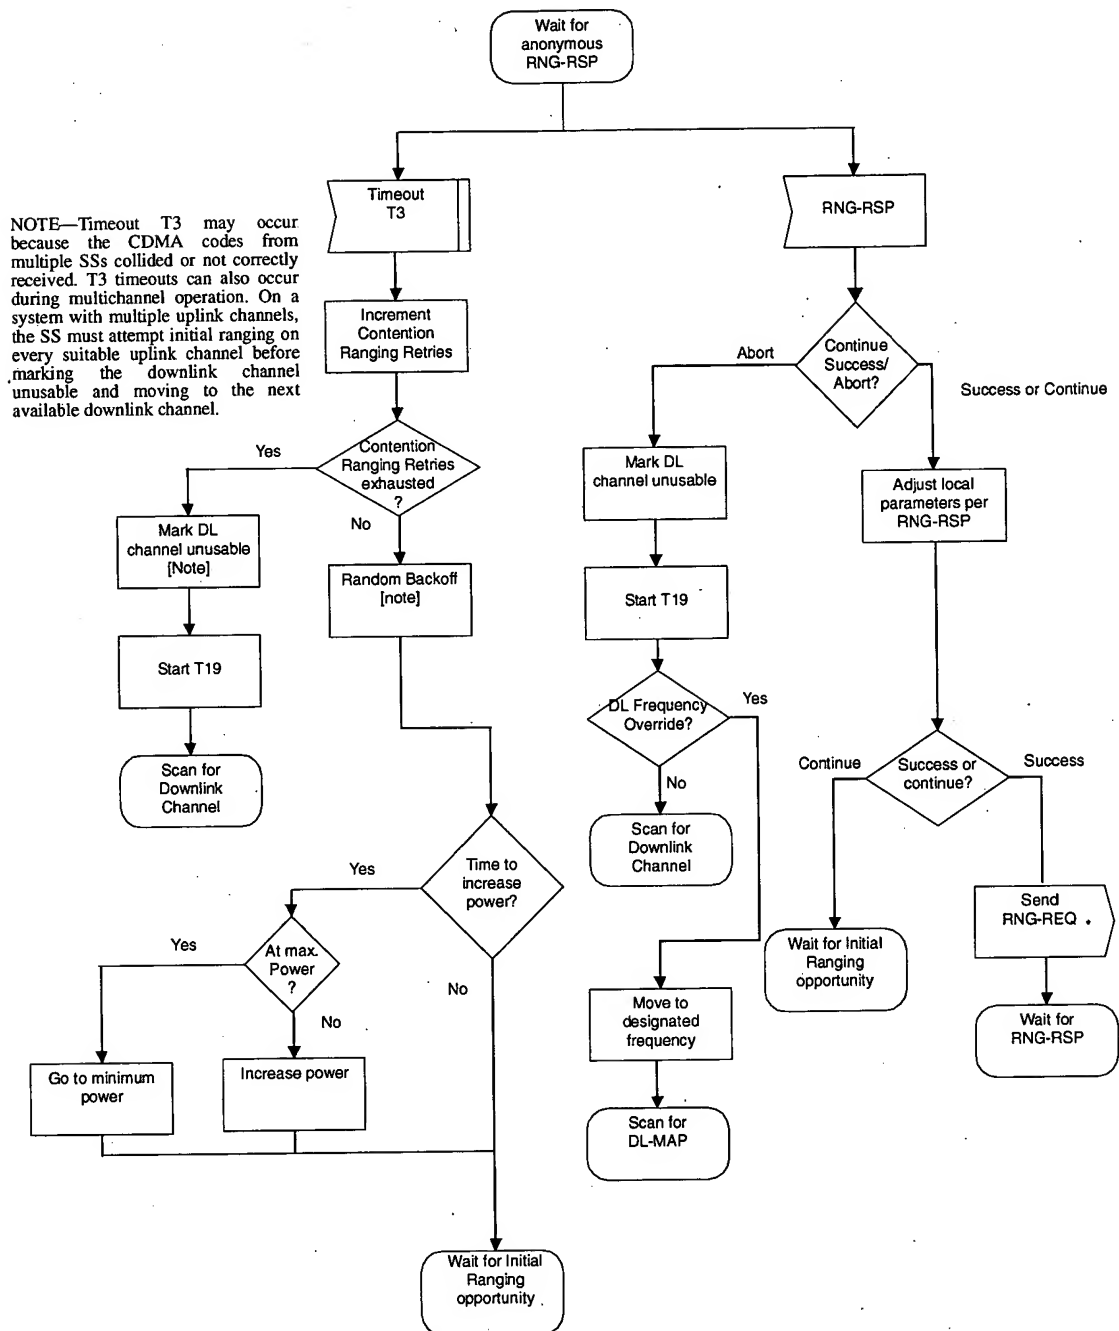 Wait for
anonymous
RNG-RSP
Timeout
T3
RNG-RSP
NOTE—Timeout T3 may occur
because the CDMA codes from
multiple SSs collided or not correctly
received. T3 timeouts can also occur
during multichannel operation. On a
system with multiple uplink channels,
the SS must attempt initial ranging on
every suitable uplink channel before
marking the downlink channel
unusable and moving to the next
available downlink channel.
Increment
Contention
Ranging Retries
Abort
Continue
Success/
Abort?
Success or Continue
Yes
Contention
Ranging Retries
exhausted
?
No
Mark DL
channel unusable
Adjust local
parameters per
RNG-RSP
Mark DL
channel unusable
[Note]
Random Backoff
[note]
Start T19
Start T19
DL Frequency
Override?
Yes
No
Continue
Success or
continue?
Success
Scan for
Downlink
Channel
Scan for
Downlink
Channel
Yes
Time to
increase
power?
No
Send
RNG-REQ
Yes
At max.
Power
?
No
Wait for Initial
Ranging
opportunity
Move to
designated
frequency
Wait for
RNG-RSP
Go to minimum
power
Increase power
Scan for
DL-MAP
Wait for Initial
Ranging
opportunity